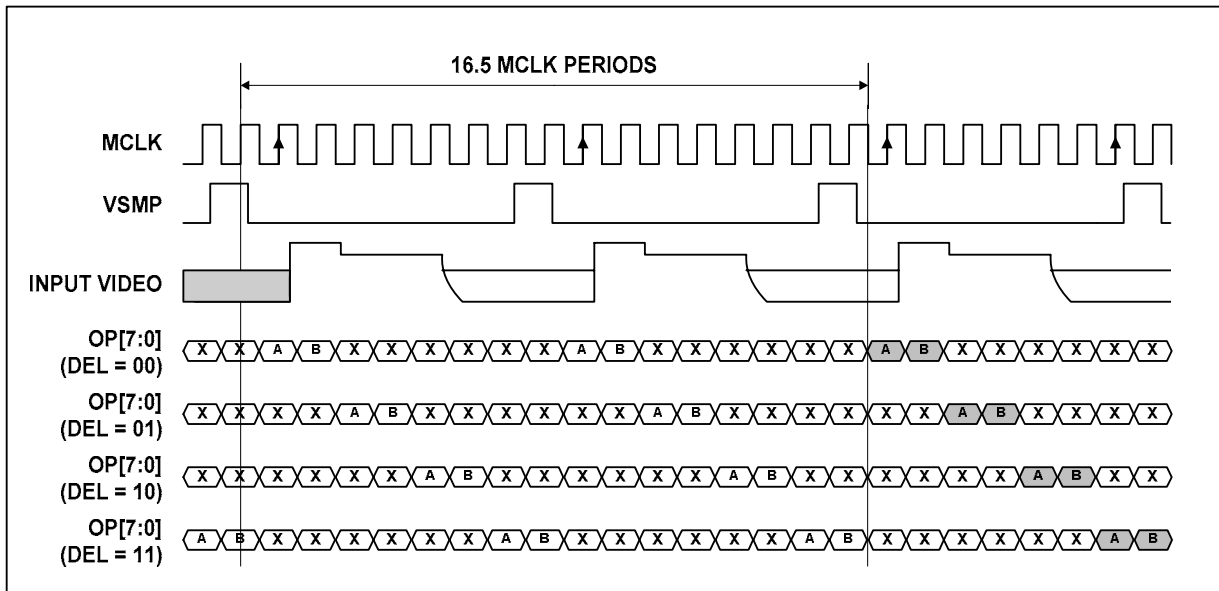 16.5 MCLK PERIODS
MCLK
VSMP
INPUT VIDEO
OP[7:0]
(DEL = 00)
X X A B X X X X X X A B X X X X X X A B X X X X X X
OP[7:0]
(DEL = 01)
X X X X A B X X X X X X A B X X X X X X A B X X X X
OP[7:0]
(DEL = 10)
X X X X X X A B X X X X X X A B X X X X X X A B X X
OP[7:0]
(DEL = 11)
A B X X X X X X A B X X X X X X A B X X X X X X A B